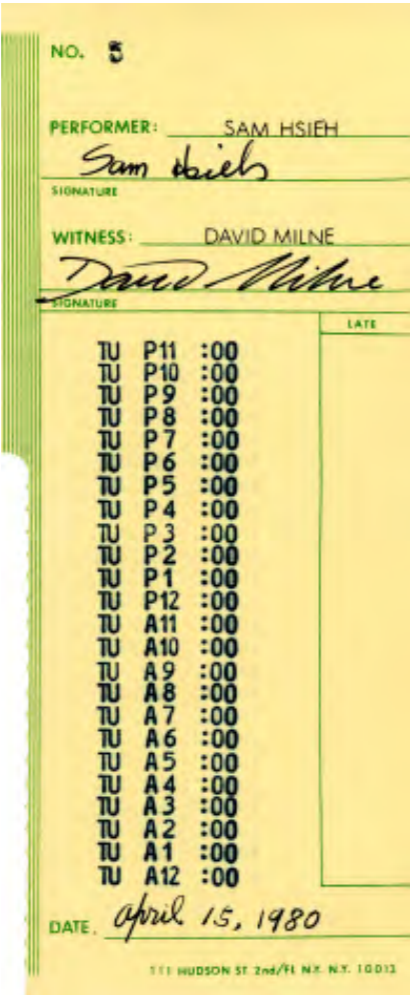 NO. 5
PERFORMER: SAM HSIEH
Sam Hsieh
SIGNATURE
WITNESS: DAVID MILNE
David Milne
SIGNATURE
LATE
TU P11 :00
TU P10 :00
TU P9 :00
TU P8 :00
TU P7 :00
TU P6 :00
TU P5 :00
TU P4 :00
TU P3 :00
TU P2 :00
TU P1 :00
TU P12 :00
TU A11 :00
TU A10 :00
TU A9 :00
TU A8 :00
TU A7 :00
TU A6 :00
TU A5 :00
TU A4 :00
TU A3 :00
TU A2 :00
TU A1 :00
TU A12 :00
DATE. April 15, 1980
111 HUDSON ST. 2nd/FL N.Y. N.Y. 10013